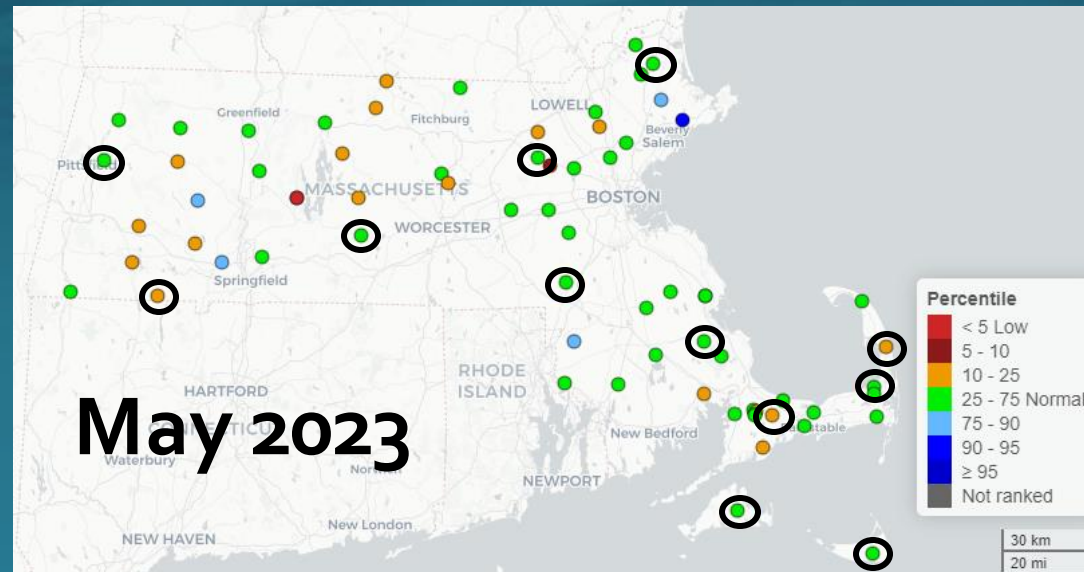 Greenfield
Fitchburg
LOWELL
Beverly
Salem
MASSACHUSETTS
BOSTON
WORCESTER
Springfield
RHODE
ISLAND
HARTFORD
May 2023
Waterbury
New Bedford
NEWPORT
New London
NEW HAVEN
Percentile
< 5 Low
5 - 10
10 - 25
25 - 75 Normal
75 - 90
90 - 95
≥ 95
Not ranked
30 km
20 mi